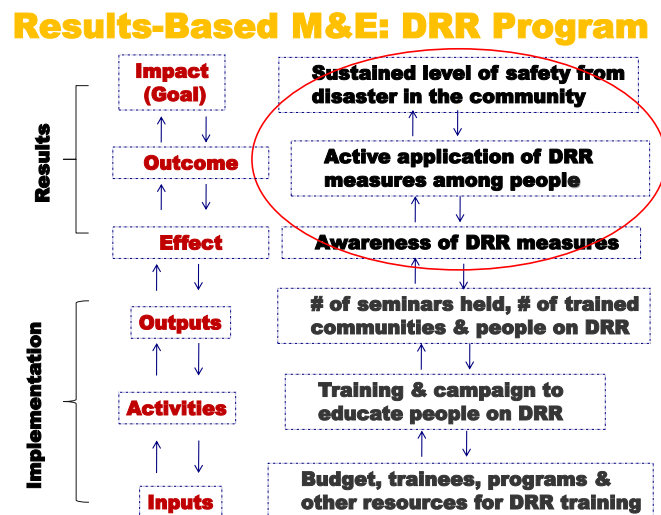 Results-Based M&E: DRR Program
Impact
(Goal)
Sustained level of safety from
disaster in the community
Results
Outcome
Active application of DRR
measures among people
Effect
Awareness of DRR measures
Implementation
Outputs
# of seminars held, # of trained
communities & people on DRR
Activities
Training & campaign to
educate people on DRR
Inputs
Budget, trainees, programs &
other resources for DRR training